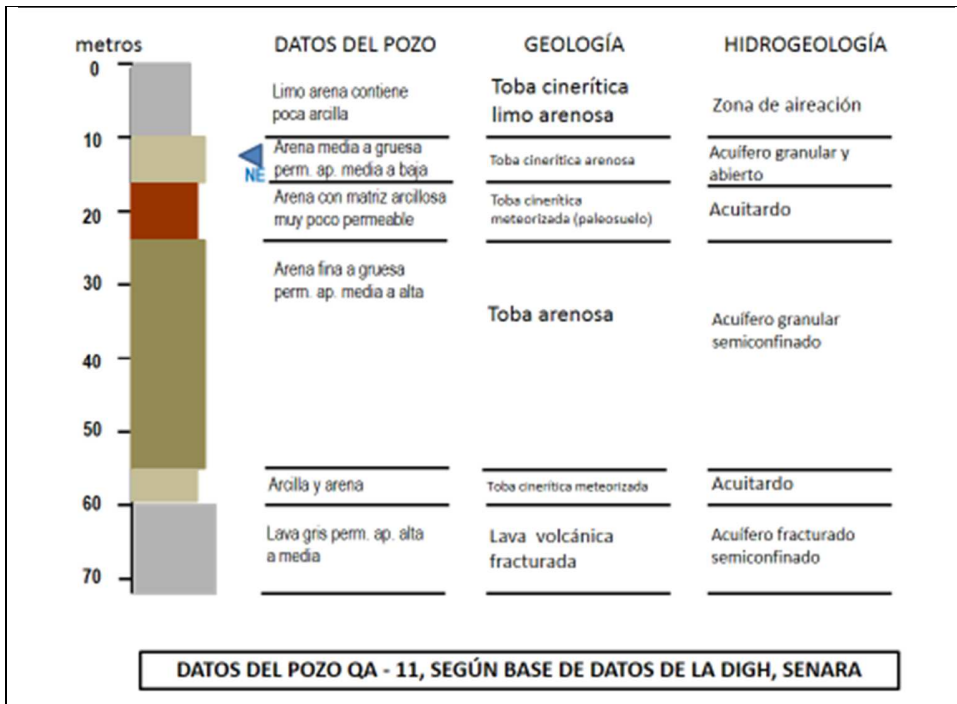 metros
DATOS DEL POZO
GEOLOGÍA
HIDROGEOLOGÍA
0
Limo arena contiene
poca arcilla
Toba cinerítica
limo arenosa
Zona de aireación
10
Arena media a gruesa
perm. ap. media a baja
NE
Toba cinerítica arenosa
Acuífero granular y
abierto
20
Arena con matriz arcillosa
muy poco permeable
Toba cinerítica
meteorizada (paleosuelo)
Acuitardo
30
Arena fina a gruesa
perm. ap. media a alta
Toba arenosa
Acuífero granular
semiconfinado
40
50
Arcilla y arena
Toba cinerítica meteorizada
Acuitardo
60
Lava gris perm. ap. alta
a media
Lava volcánica
fracturada
Acuífero fracturado
semiconfinado
70
DATOS DEL POZO QA - 11, SEGÚN BASE DE DATOS DE LA DIGH, SENARA